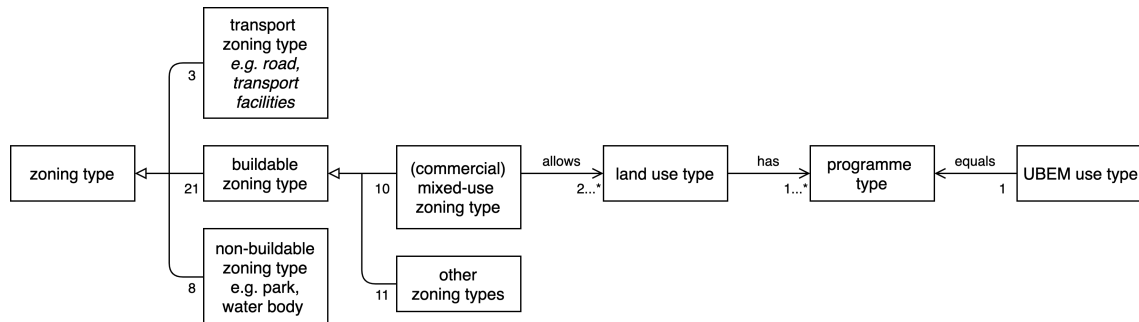 transport
zoning type
e.g. road,
transport
facilities
3
zoning type
buildable
zoning type
21
(commercial)
mixed-use
zoning type
10
allows
2...*
land use type
has
1...*
programme
type
equals
1
UBEM use type
non-buildable
zoning type
e.g. park,
water body
8
other
zoning types
11